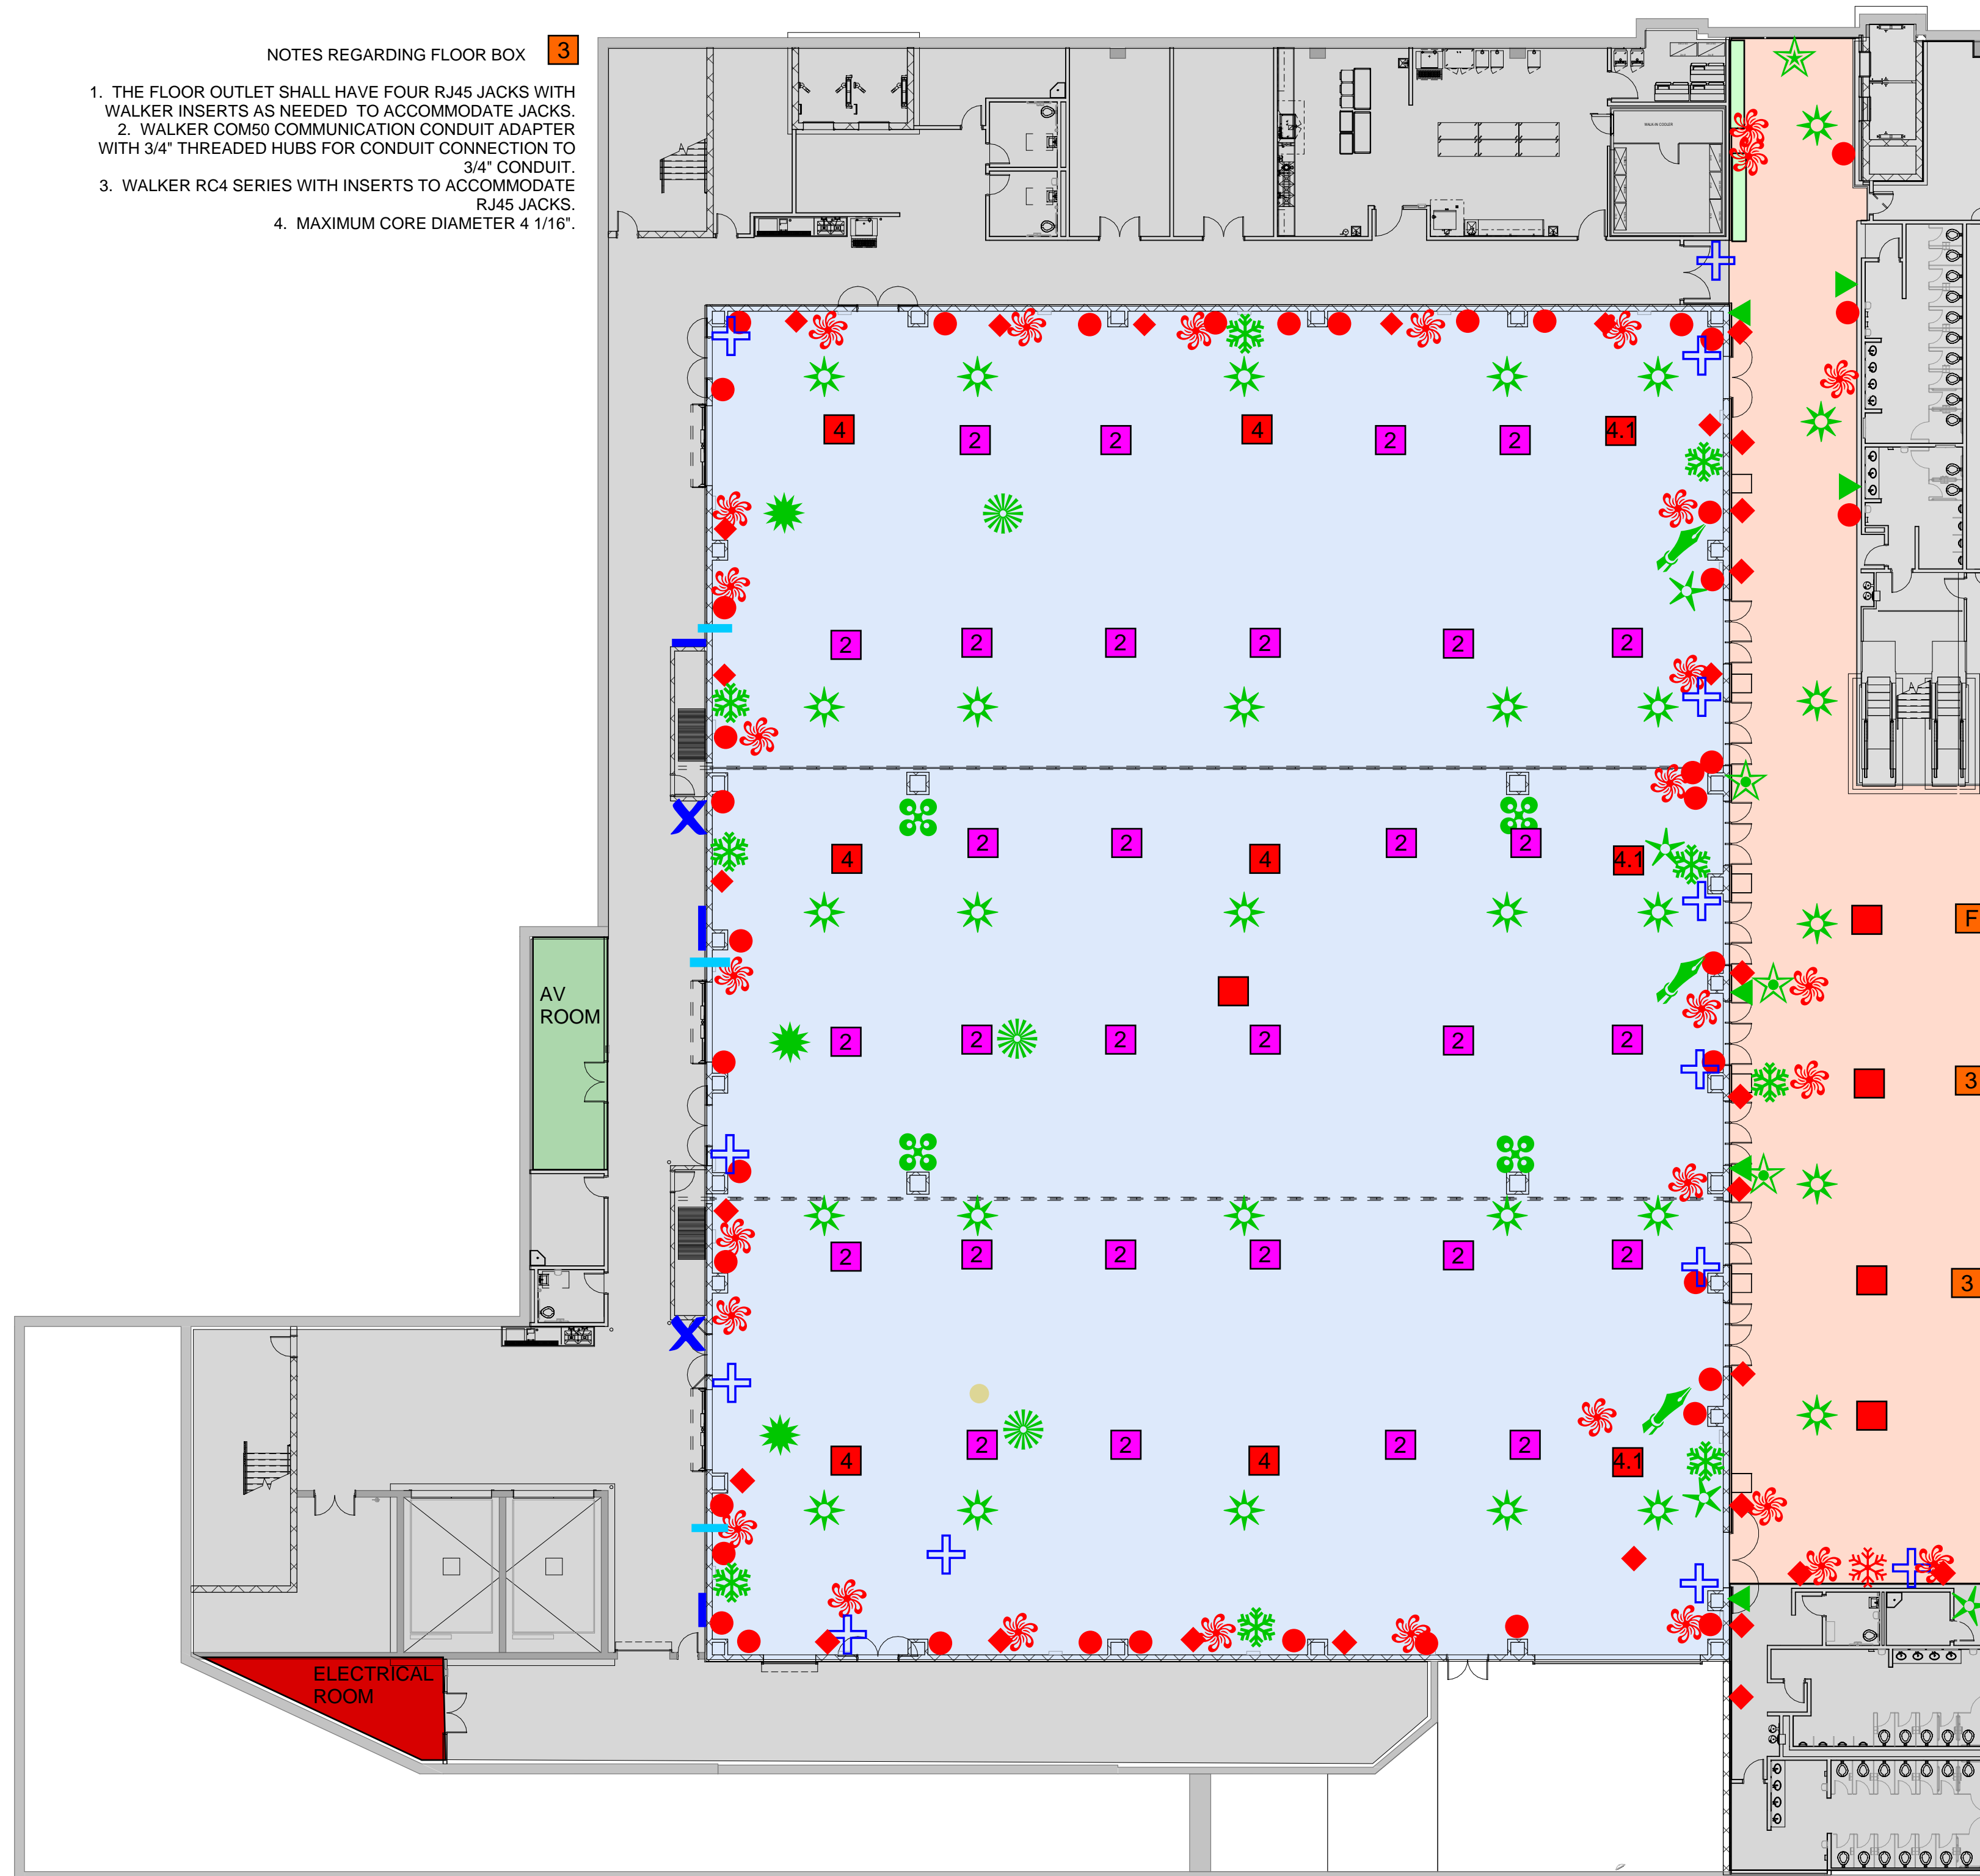 NOTES REGARDING FLOOR BOX 3
1. THE FLOOR OUTLET SHALL HAVE FOUR RJ45 JACKS WITH
WALKER INSERTS AS NEEDED TO ACCOMMODATE JACKS.
2. WALKER COM50 COMMUNICATION CONDUIT ADAPTER
WITH 3/4" THREADED HUBS FOR CONDUIT CONNECTION TO
3/4" CONDUIT.
3. WALKER RC4 SERIES WITH INSERTS TO ACCOMMODATE
RJ45 JACKS.
4. MAXIMUM CORE DIAMETER 4 1/16".
WALK-IN COOLER
4 2 2 4 2 2 4.1
2 2 2 2 2 2
4 2 2 4 2 2 4.1
F
AV
ROOM
2 2 2 2 2 2
3
2 2 2 2 2 2
3
4 2 2 4 2 2 4.1
ELECTRICAL
ROOM